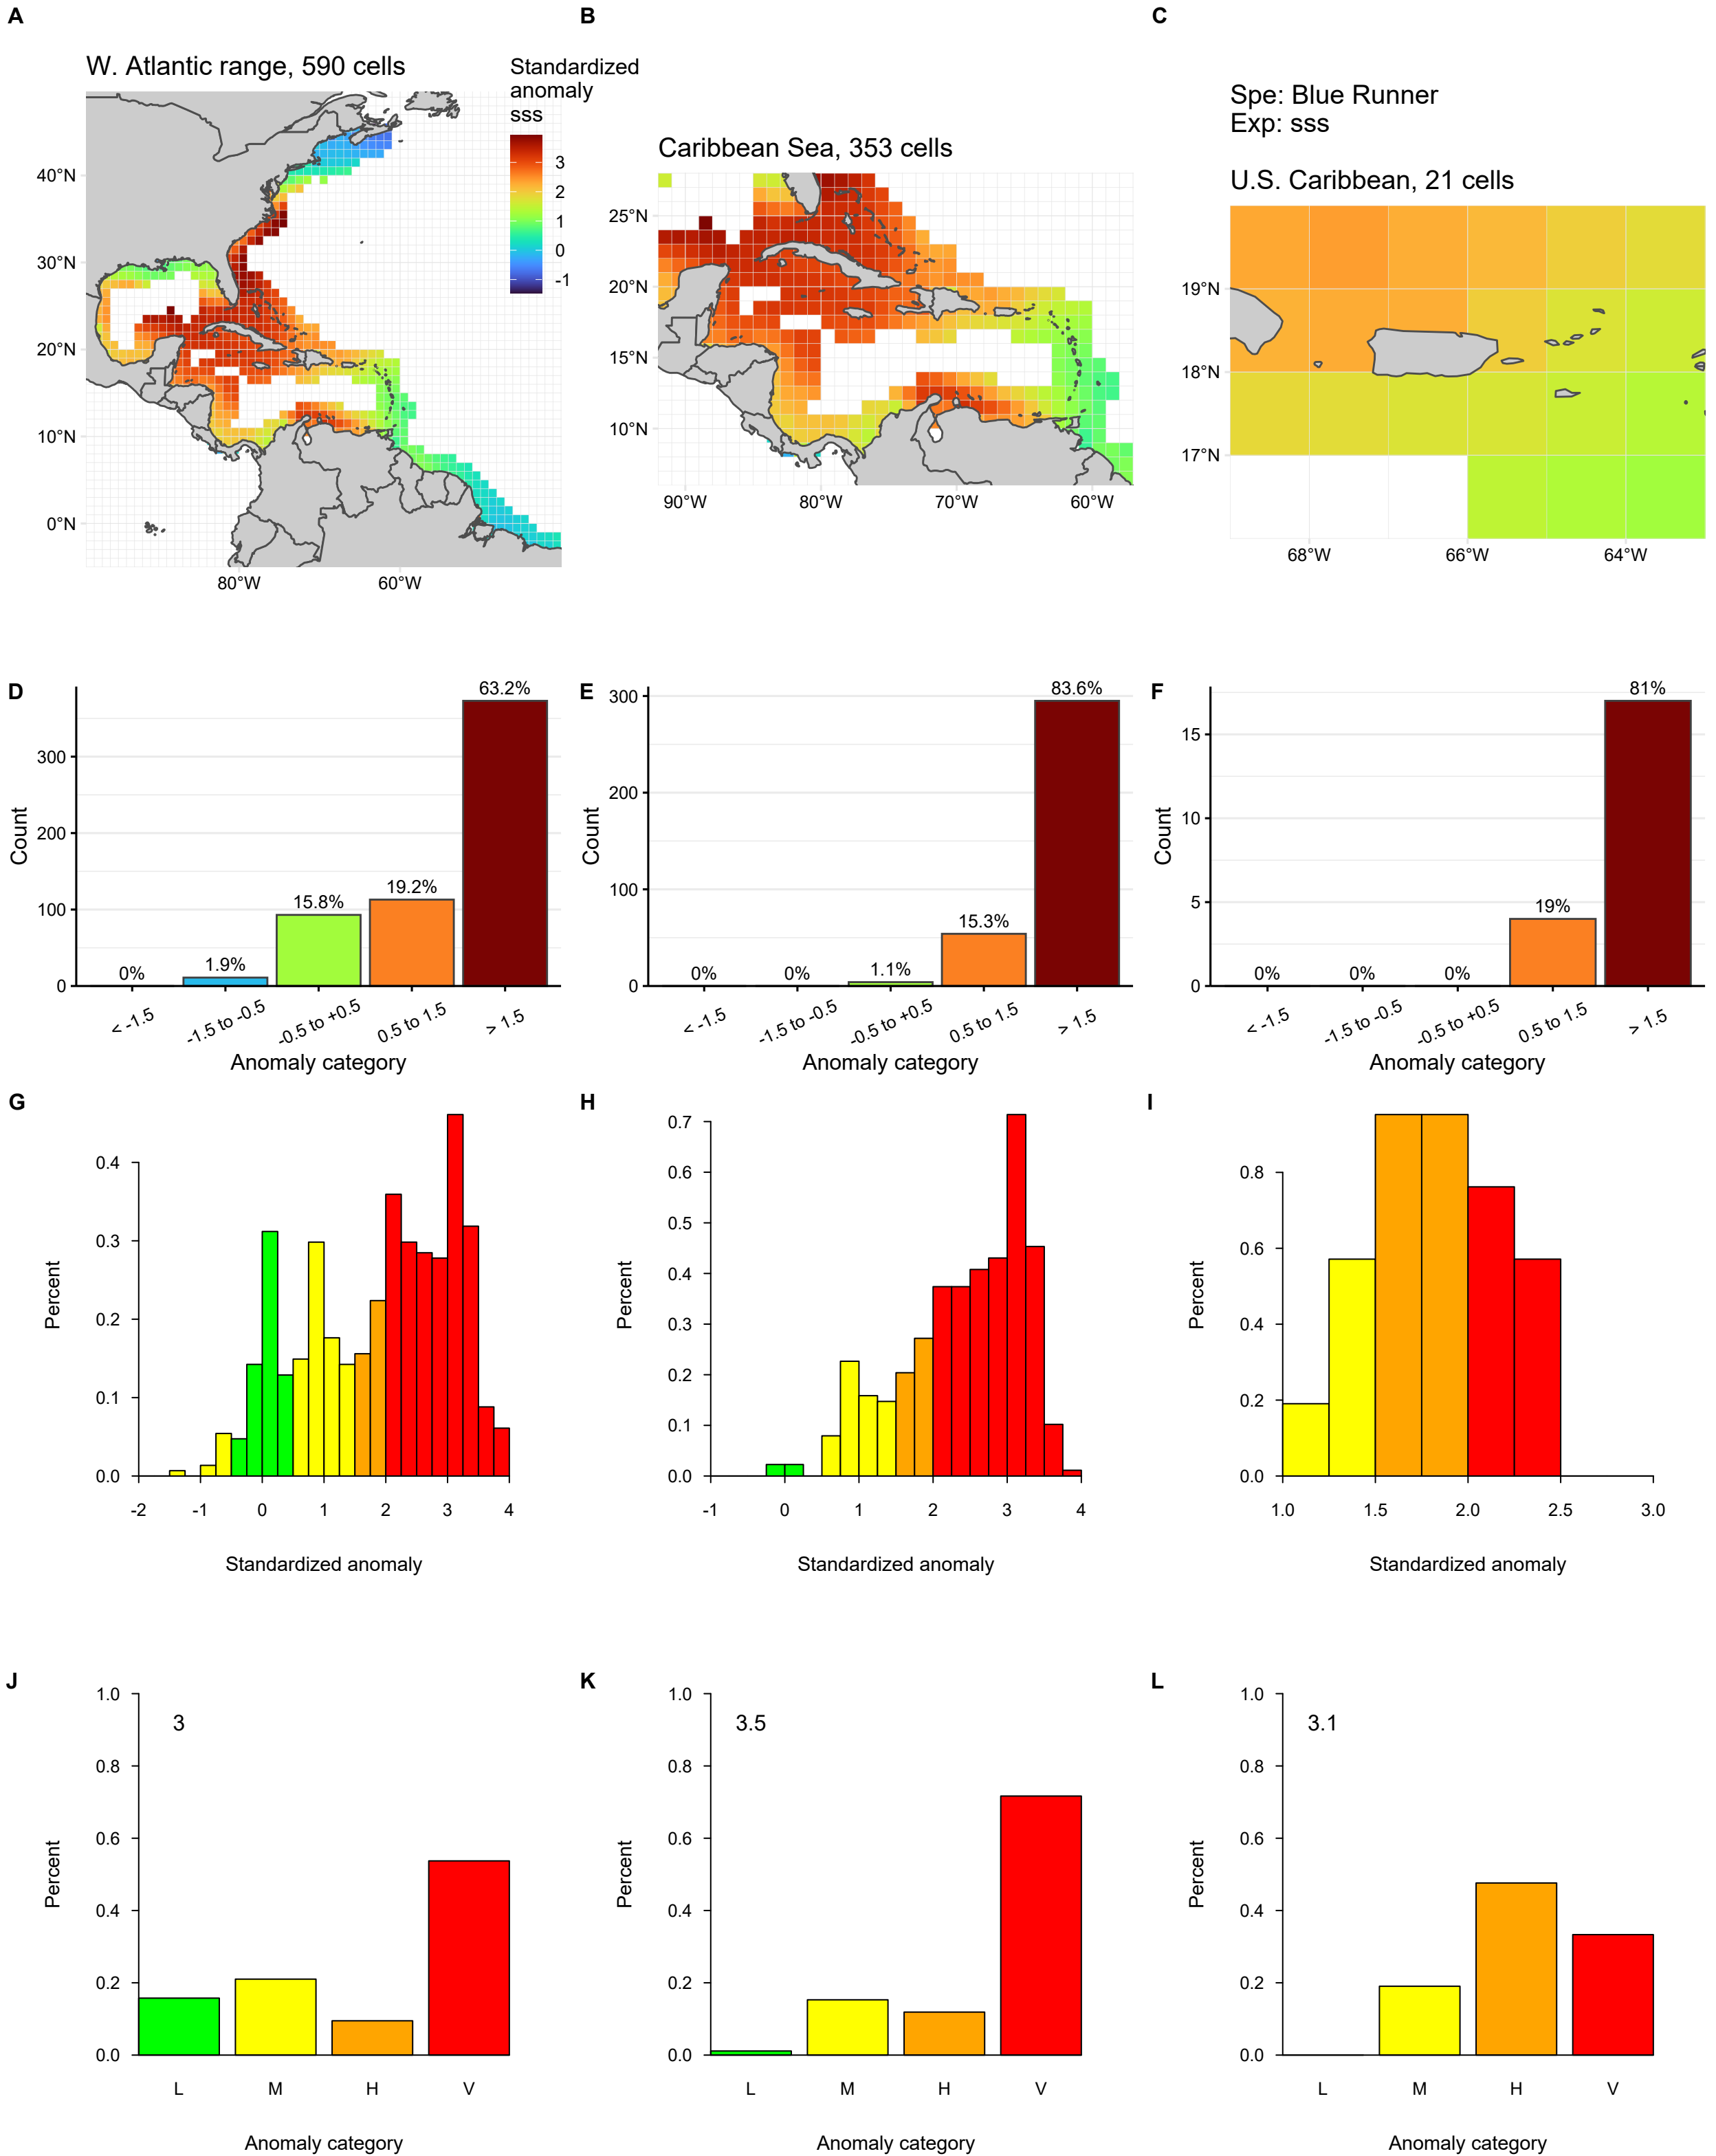 A
B
C
W. Atlantic range, 590 cells
Standardized
anomaly
sss
3
2
1
0
-1
40°N
30°N
20°N
10°N
0°N
80°W
60°W
Caribbean Sea, 353 cells
25°N
20°N
15°N
10°N
90°W
80°W
70°W
60°W
Spe: Blue Runner
Exp: sss
U.S. Caribbean, 21 cells
19°N
18°N
17°N
68°W
66°W
64°W
D
Count
300
200
100
0
0%
1.9%
15.8%
19.2%
63.2%
< -1.5
-1.5 to -0.5
-0.5 to +0.5
0.5 to 1.5
> 1.5
Anomaly category
E
Count
300
200
100
0
0%
0%
1.1%
15.3%
83.6%
< -1.5
-1.5 to -0.5
-0.5 to +0.5
0.5 to 1.5
> 1.5
Anomaly category
F
Count
15
10
5
0
0%
0%
0%
19%
81%
< -1.5
-1.5 to -0.5
-0.5 to +0.5
0.5 to 1.5
> 1.5
Anomaly category
G
Percent
0.4
0.3
0.2
0.1
0.0
-2
-1
0
1
2
3
4
Standardized anomaly
H
Percent
0.7
0.6
0.5
0.4
0.3
0.2
0.1
0.0
-1
0
1
2
3
4
Standardized anomaly
I
Percent
0.8
0.6
0.4
0.2
0.0
1.0
1.5
2.0
2.5
3.0
Standardized anomaly
J
3
Percent
1.0
0.8
0.6
0.4
0.2
0.0
L
M
H
V
Anomaly category
K
3.5
Percent
1.0
0.8
0.6
0.4
0.2
0.0
L
M
H
V
Anomaly category
L
3.1
Percent
1.0
0.8
0.6
0.4
0.2
0.0
L
M
H
V
Anomaly category